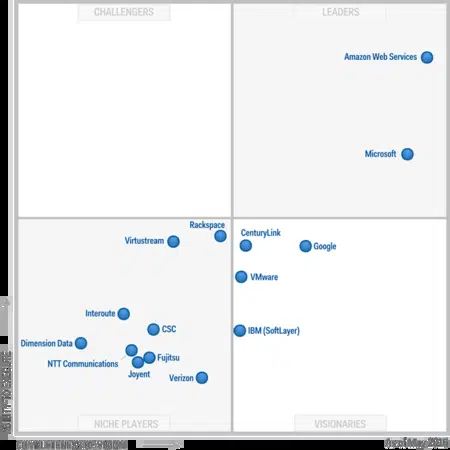 CHALLENGERS
LEADERS
Amazon Web Services
Microsoft
Rackspace
CenturyLink
Virtustream
Google
VMware
Interoute
CSC
IBM (SoftLayer)
Dimension Data
Fujitsu
NTT Communications
Joyent
Verizon
NICHE PLAYERS
VISIONARIES